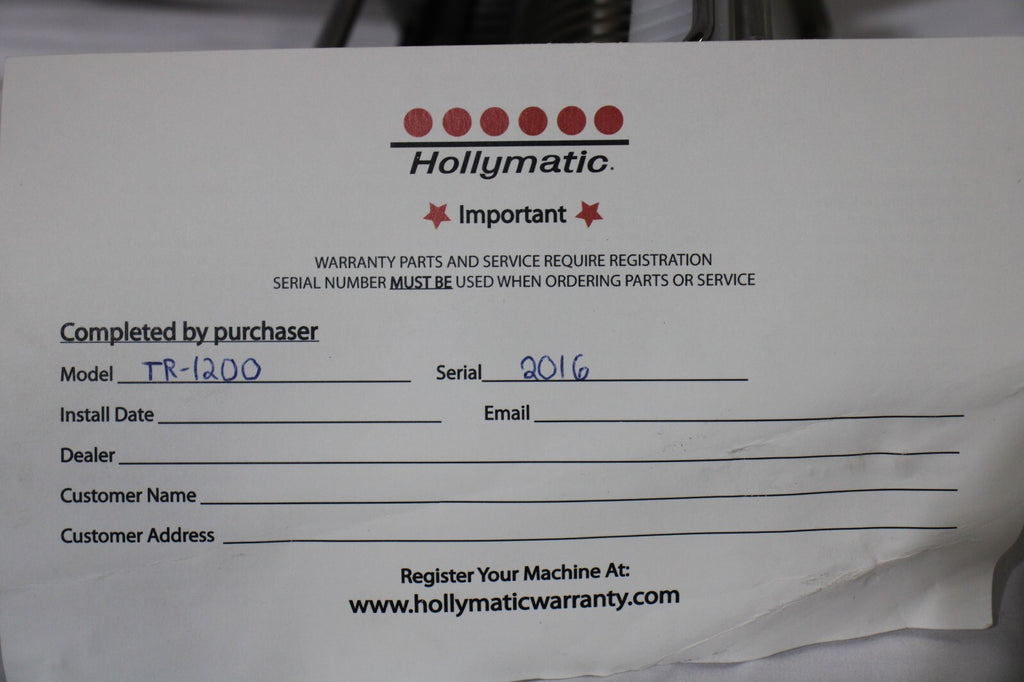 Hollymatic.
Important
WARRANTY PARTS AND SERVICE REQUIRE REGISTRATION
SERIAL NUMBER MUST BE USED WHEN ORDERING PARTS OR SERVICE
Completed by purchaser
Model TR-1200 Serial 2016
Install Date Email
Dealer
Customer Name
Customer Address
Register Your Machine At:
www.hollymaticwarranty.com